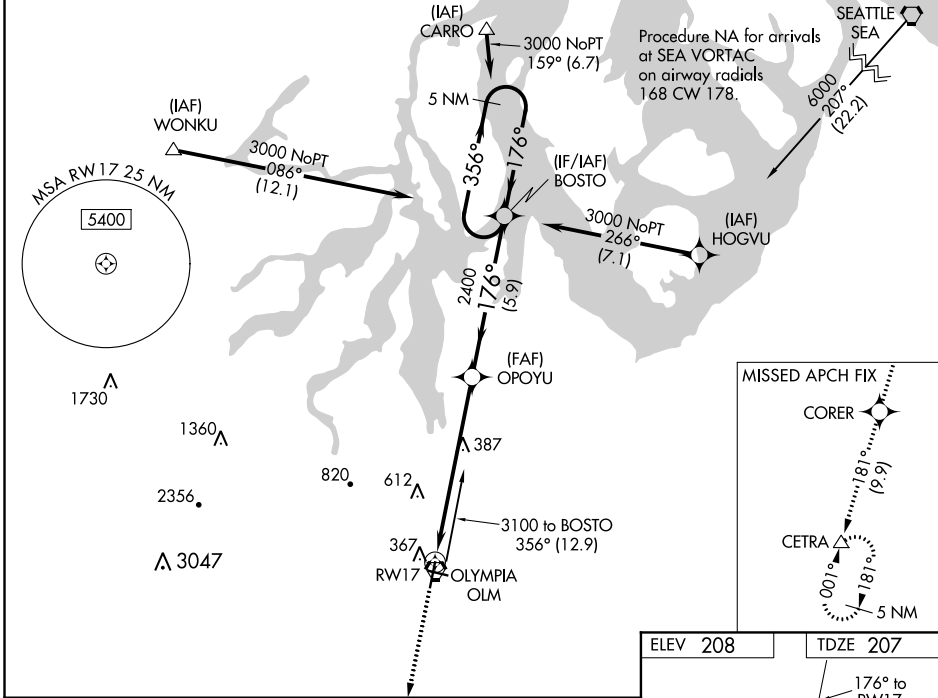 (IAF)
CARRO
3000 NoPT
159° (6.7)
Procedure NA for arrivals
at SEA VORTAC
on airway radials
168 CW 178.
SEATTLE
SEA
6000
207°
(22.2)
5 NM
(IAF)
WONKU
3000 NoPT
086°
(12.1)
356°
176°
(IF/IAF)
BOSTO
3000 NoPT
266°
(7.1)
(IAF)
HOGVU
MSA RW17 25 NM
5400
2400
176°
(5.9)
(FAF)
OPOYU
1730
1360
2356
3047
820
612
387
367
3100 to BOSTO
356° (12.9)
RW17
OLYMPIA
OLM
MISSED APCH FIX
CORER
181°
(9.9)
CETRA
001°
181°
5 NM
ELEV 208
TDZE 207
176° to
RW17